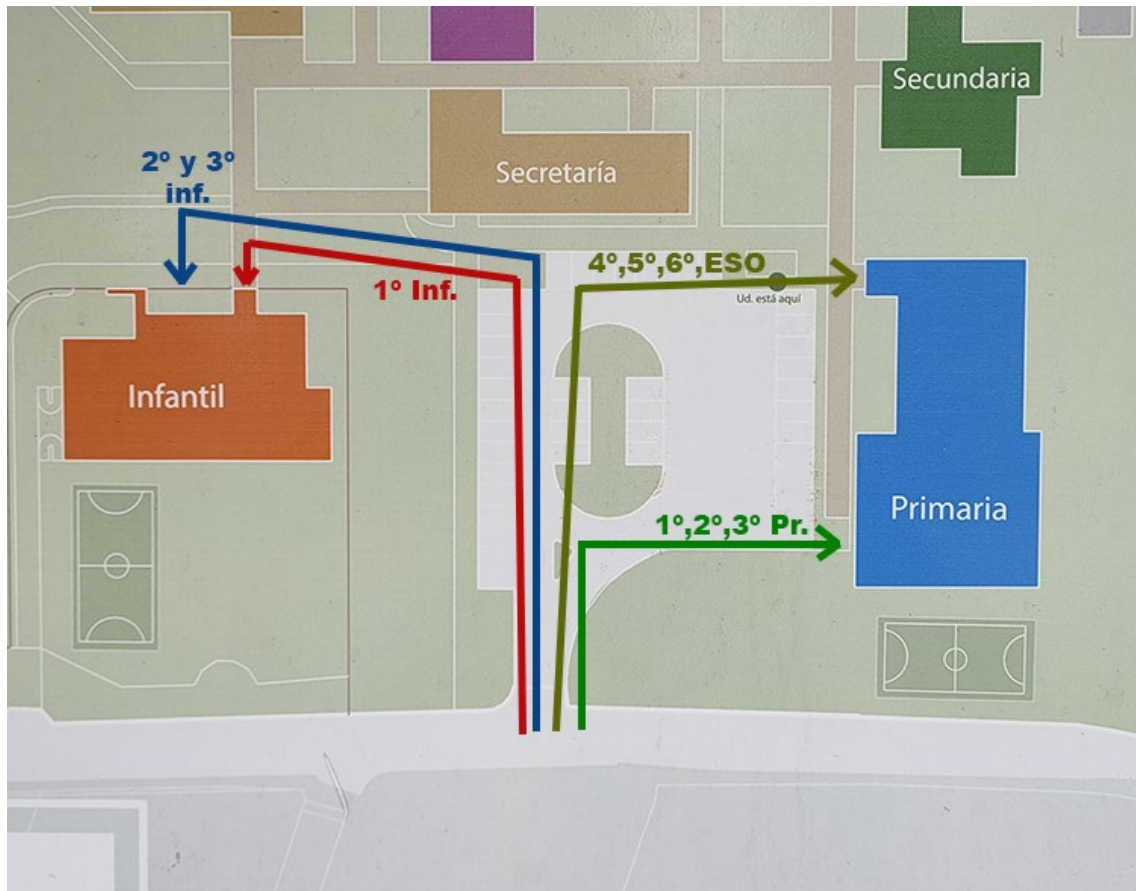 Secundaria
2º y 3º
inf.
Secretaría
4º,5º,6º,ESO
1º Inf.
Ud. está aquí
Infantil
Primaria
1º,2º,3º Pr.